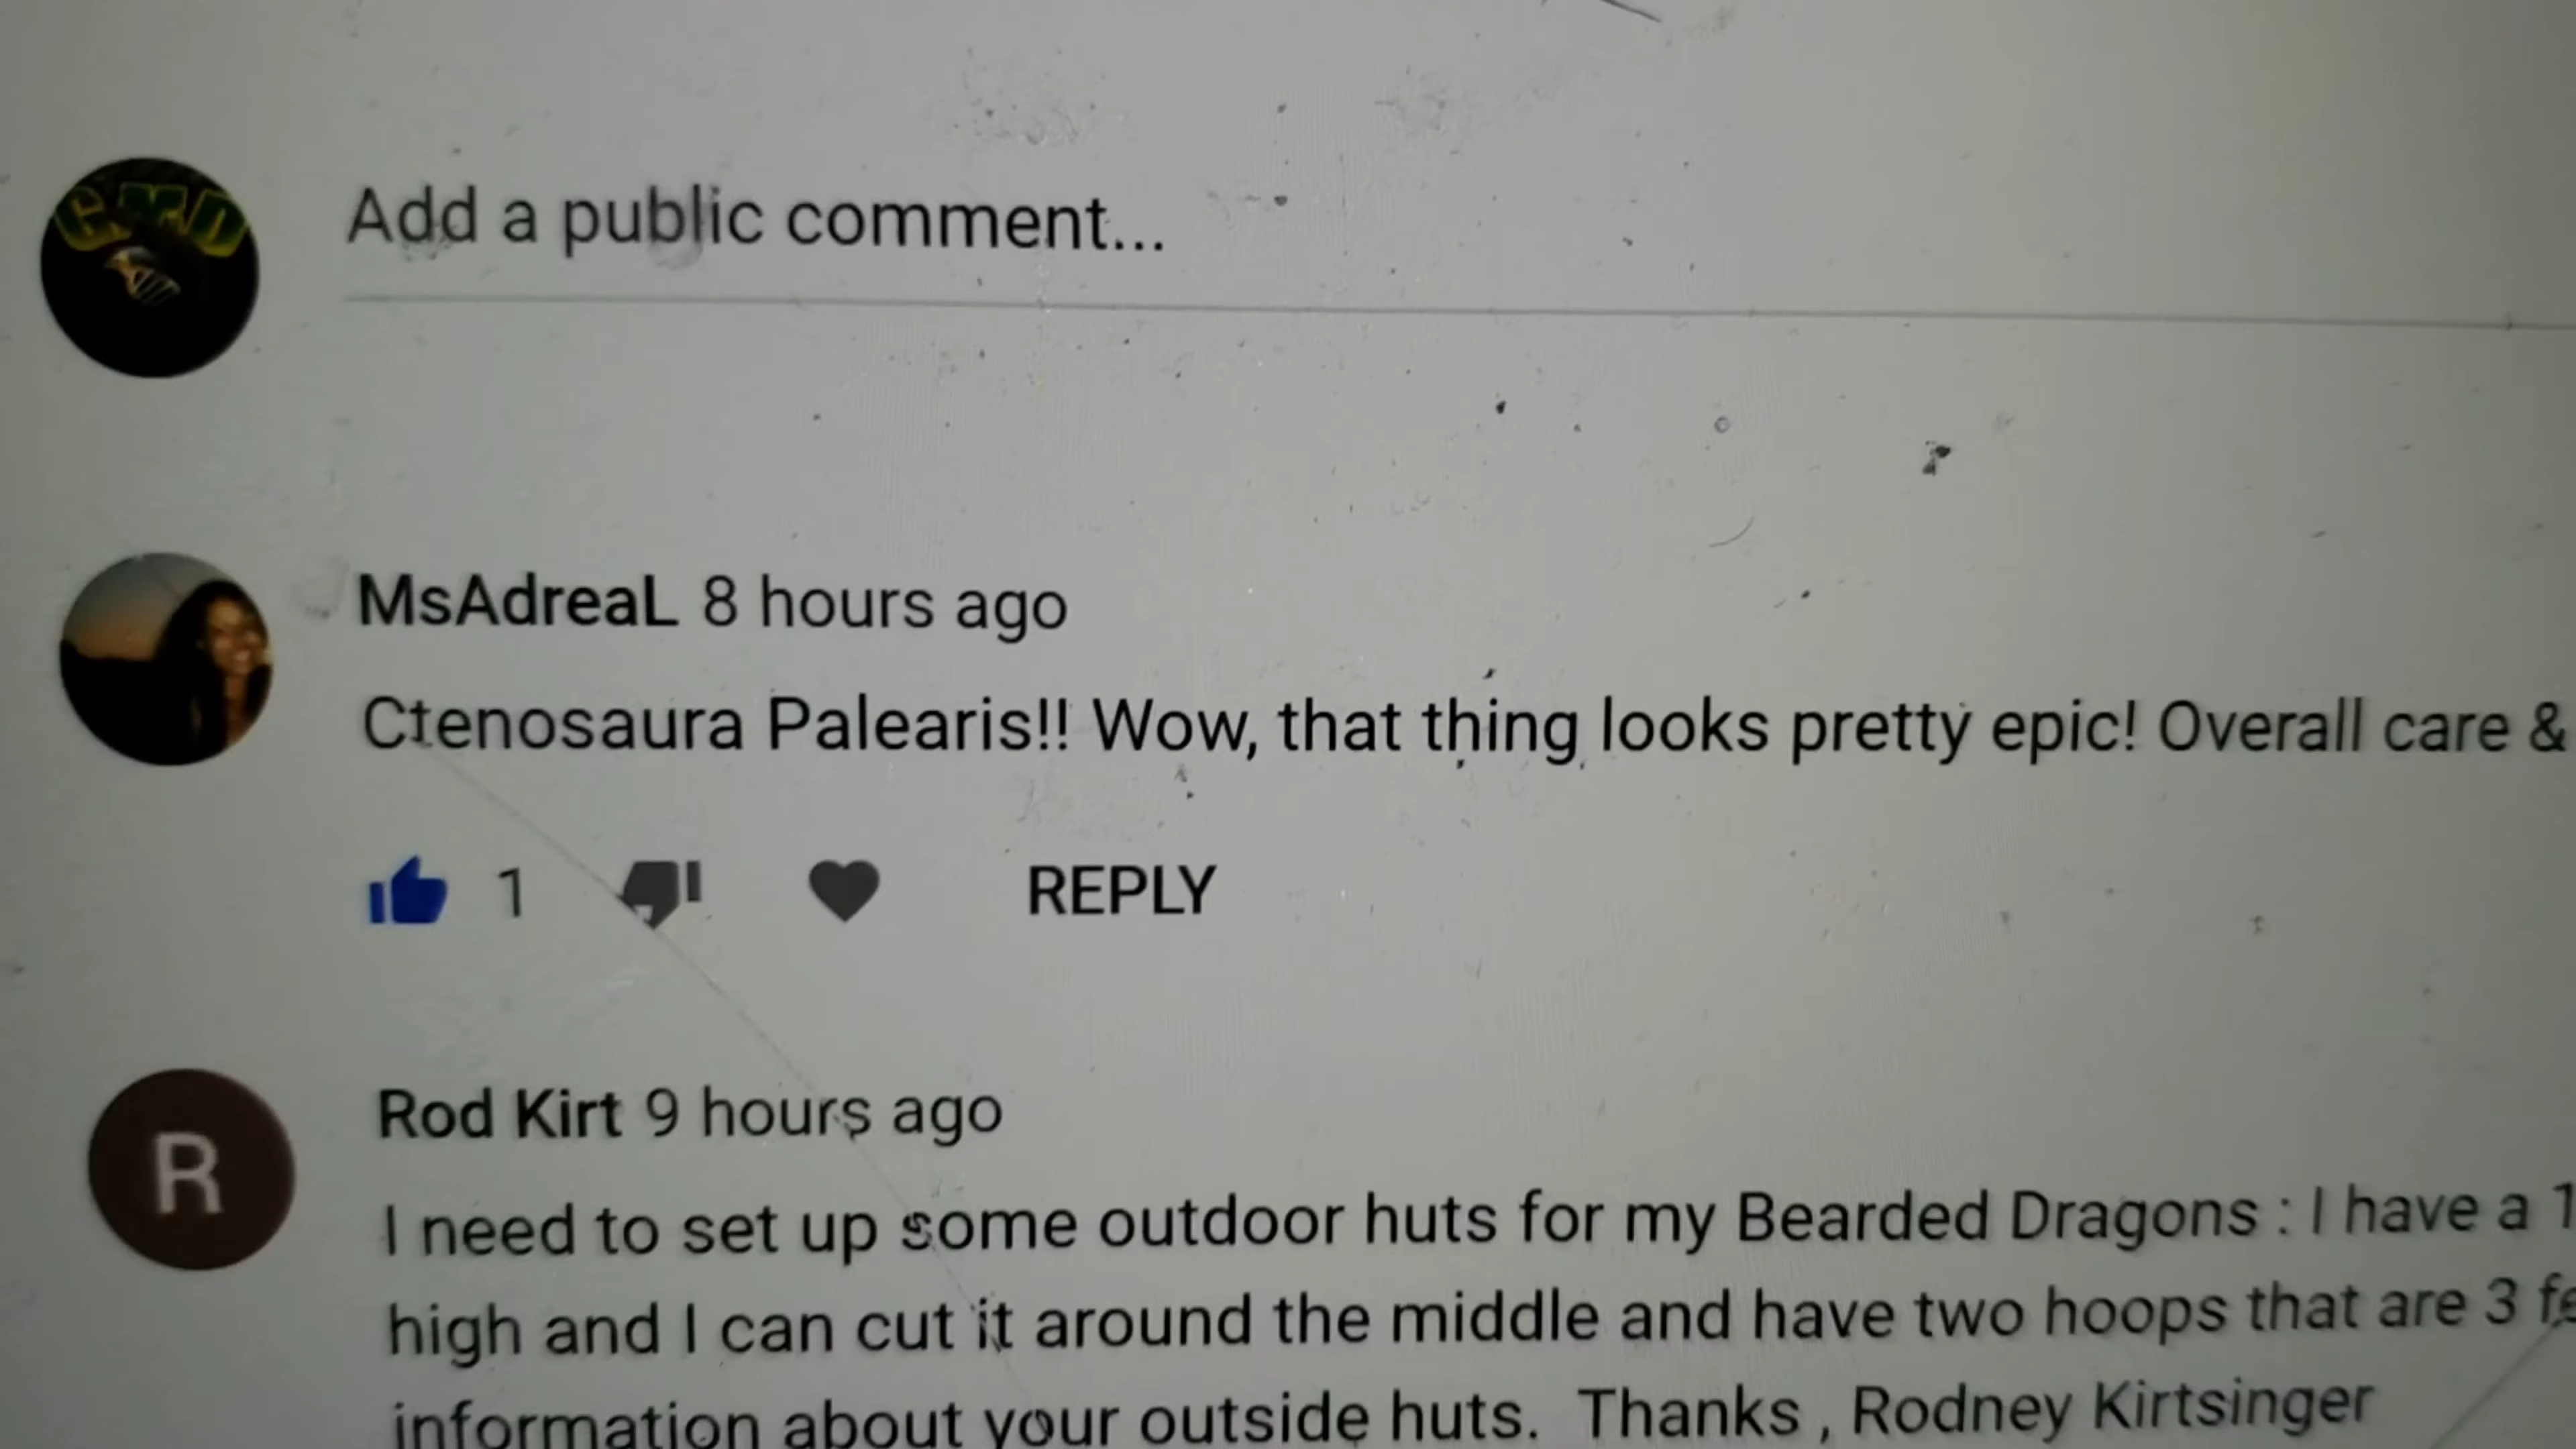 Add a public comment...
MsAdreaL 8 hours ago
Ctenosaura Palearis!! Wow, that thing looks pretty epic! Overall care &
1 REPLY
R
Rod Kirt 9 hours ago
I need to set up some outdoor huts for my Bearded Dragons : I have a 1
high and I can cut it around the middle and have two hoops that are 3
information about your outside huts. Thanks , Rodney Kirtsinger